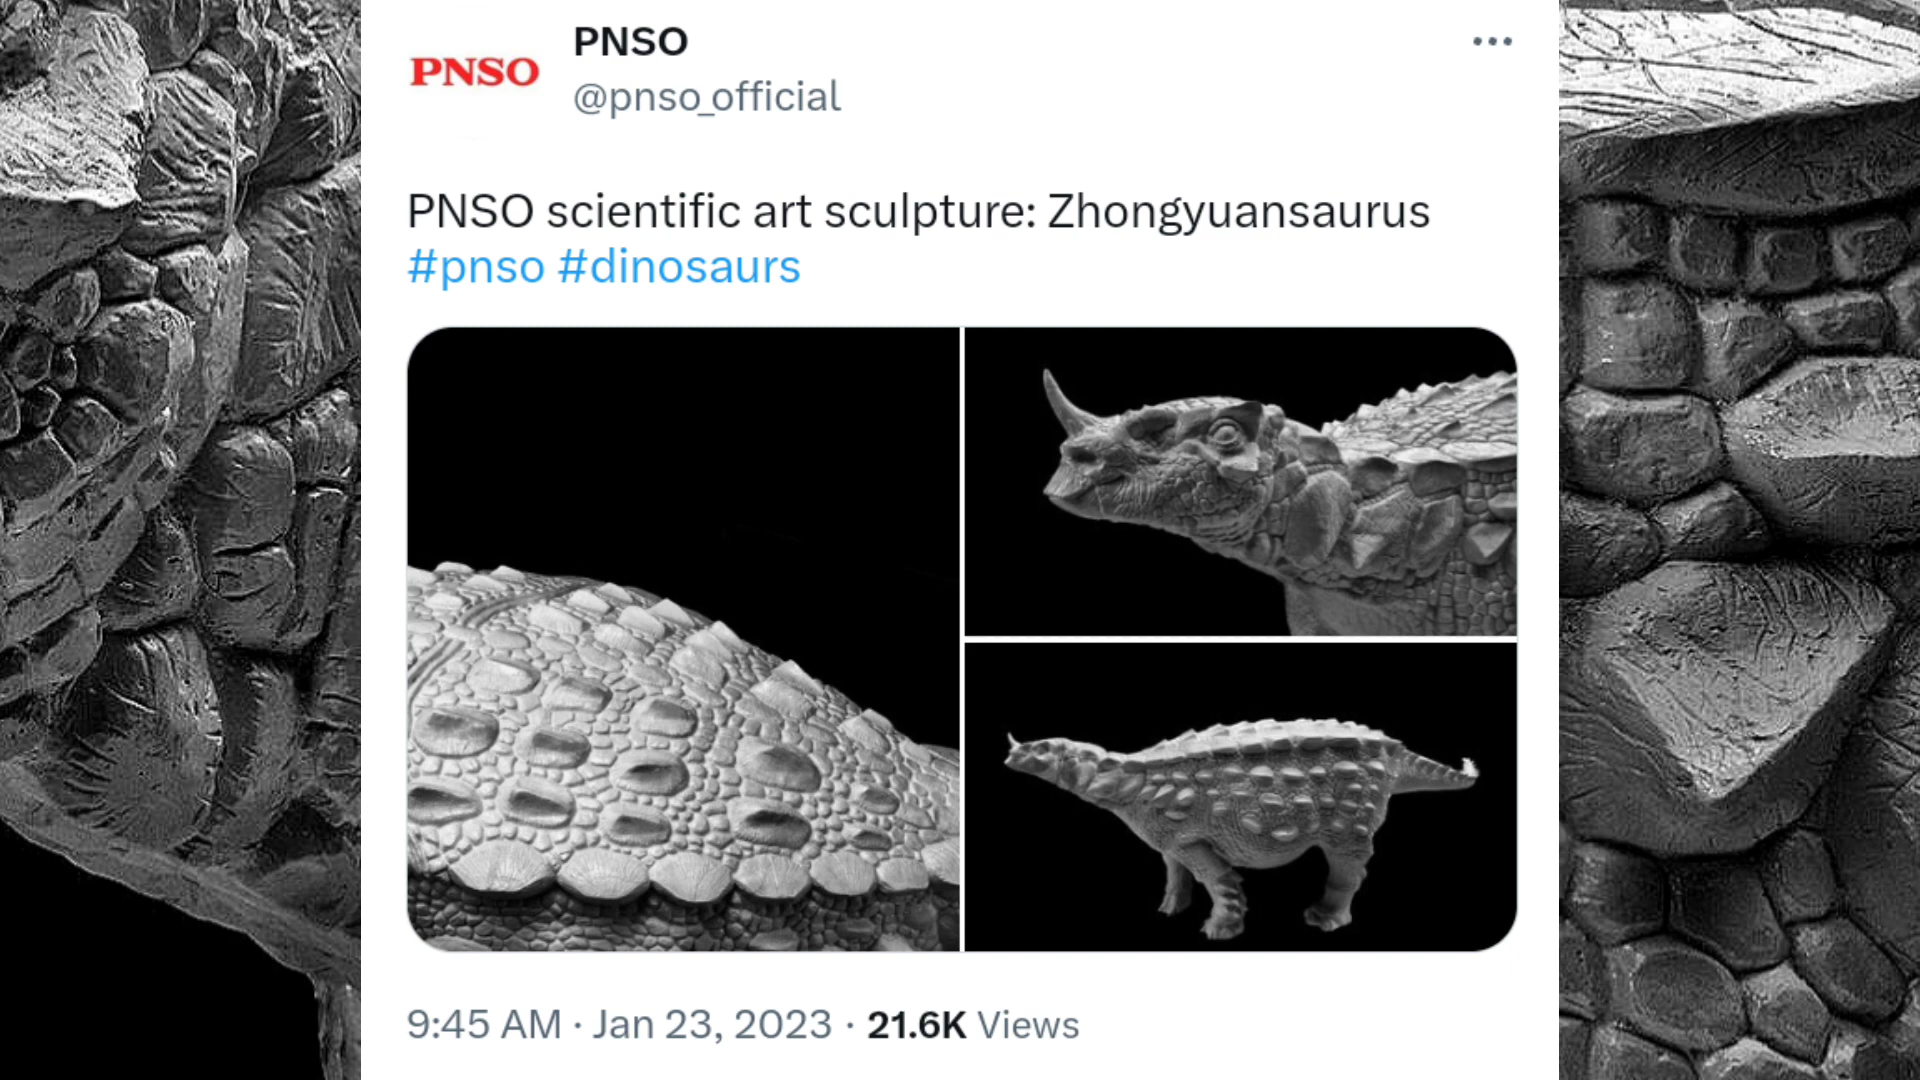 PNSO
PNSO
@pnso_official
PNSO scientific art sculpture: Zhongyuansaurus
#pnso #dinosaurs
9:45 AM · Jan 23, 2023 · 21.6K Views